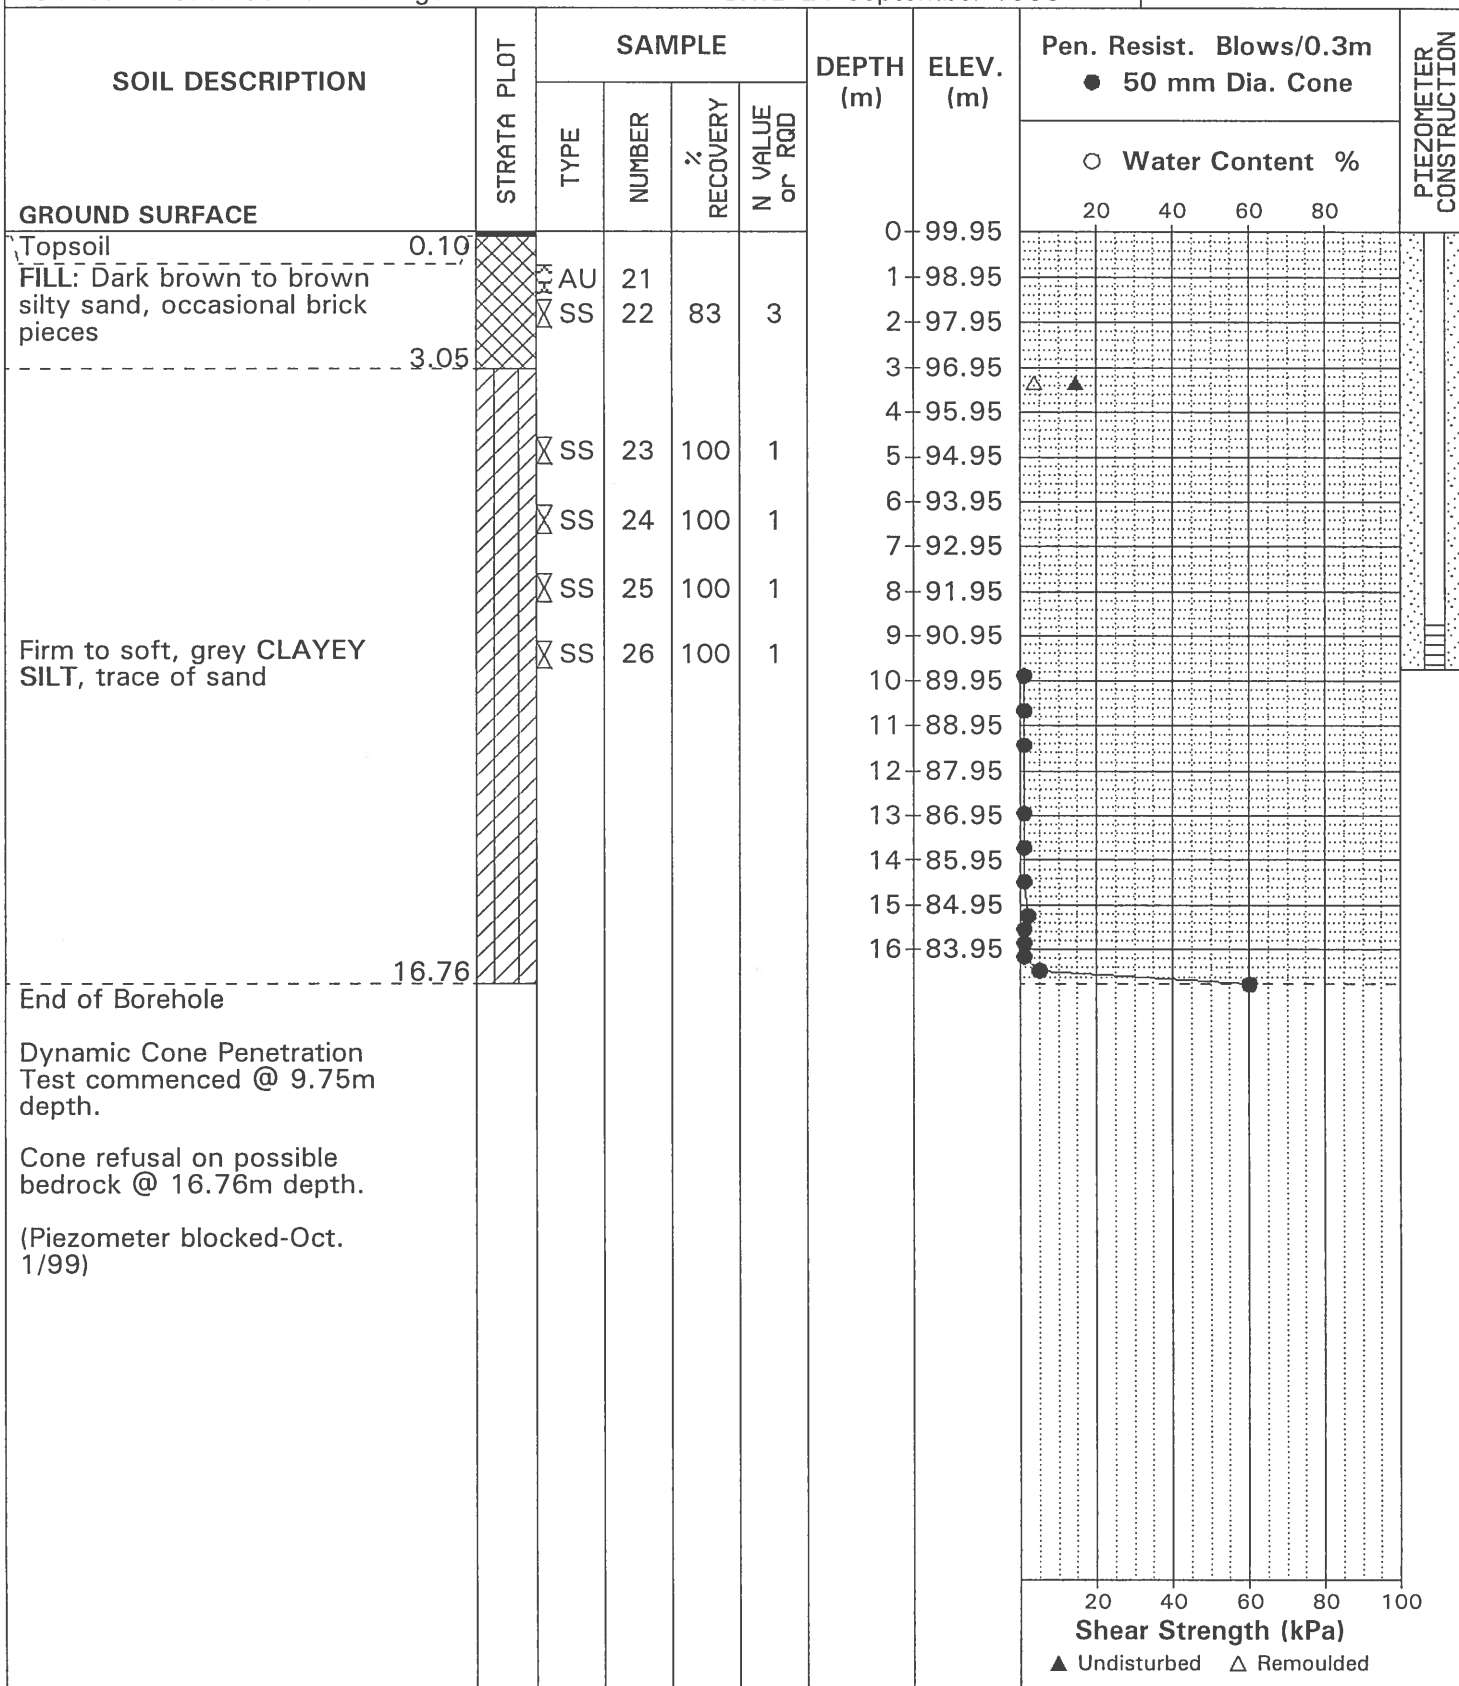 SOIL DESCRIPTION
GROUND SURFACE
STRATA PLOT
SAMPLE
TYPE
NUMBER
% RECOVERY
N VALUE or RQD
DEPTH (m)
ELEV. (m)
Pen. Resist. Blows/0.3m
● 50 mm Dia. Cone
○ Water Content %
20 40 60 80
PIEZOMETER CONSTRUCTION
0 99.95
Topsoil 0.10
FILL: Dark brown to brown
silty sand, occasional brick
pieces
3.05
AU 21
SS 22 83 3
1 98.95
2 97.95
3 96.95
4 95.95
SS 23 100 1
5 94.95
6 93.95
SS 24 100 1
7 92.95
SS 25 100 1
8 91.95
9 90.95
Firm to soft, grey CLAYEY
SILT, trace of sand
SS 26 100 1
10 89.95
11 88.95
12 87.95
13 86.95
14 85.95
15 84.95
16 83.95
16.76
End of Borehole
Dynamic Cone Penetration
Test commenced @ 9.75m
depth.
Cone refusal on possible
bedrock @ 16.76m depth.
(Piezometer blocked-Oct.
1/99)
20 40 60 80 100
Shear Strength (kPa)
▲ Undisturbed △ Remoulded